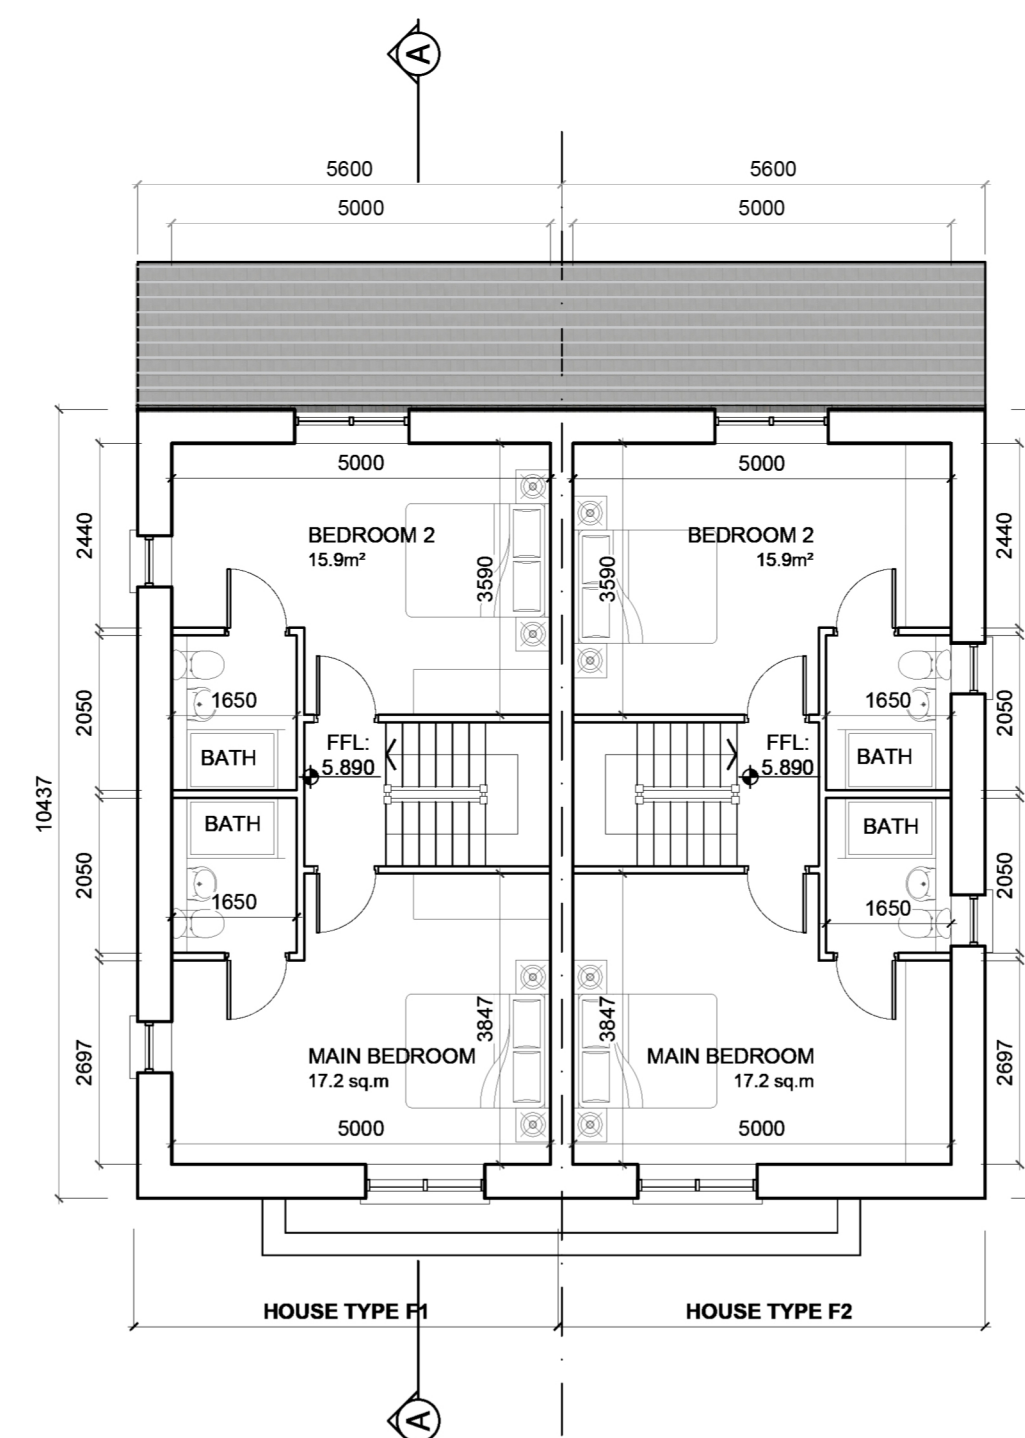 A
5600 5600
5000 5000
5000 5000
2440 2440
BEDROOM 2 BEDROOM 2
15.9m² 15.9m²
3590 3590
2050 2050
1650 1650
FFL: FFL:
5.890 5.890
BATH BATH
10437
BATH BATH
2050 2050
1650 1650
3847 3847
2697 2697
MAIN BEDROOM MAIN BEDROOM
17.2 sq.m 17.2 sq.m
5000 5000
HOUSE TYPE F1 HOUSE TYPE F2
A